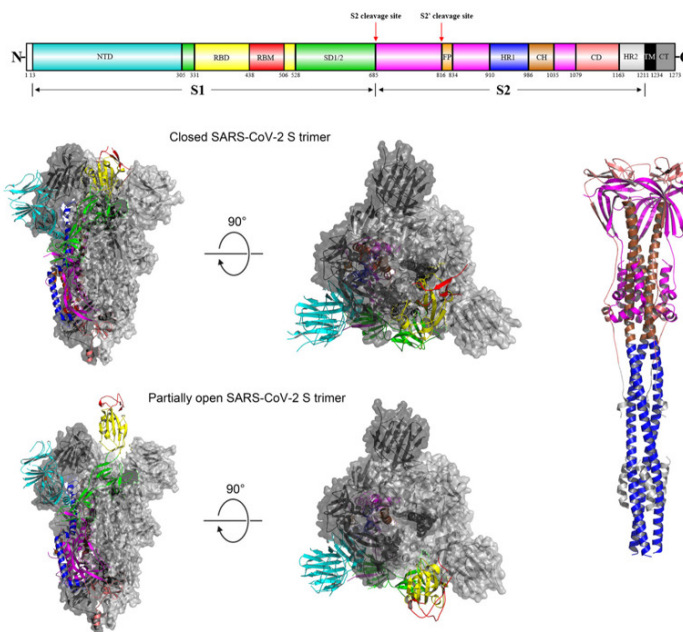 S2 cleavage site S2' cleavage site
N NTD RBD RBM SD1/2 FP HR1 CH CD HR2 TM CT
1 13 305 331 438 506 528 685 816 834 910 986 1035 1079 1163 1211 1234 1273
S1 S2
Closed SARS-CoV-2 S trimer
90°
Partially open SARS-CoV-2 S trimer
90°